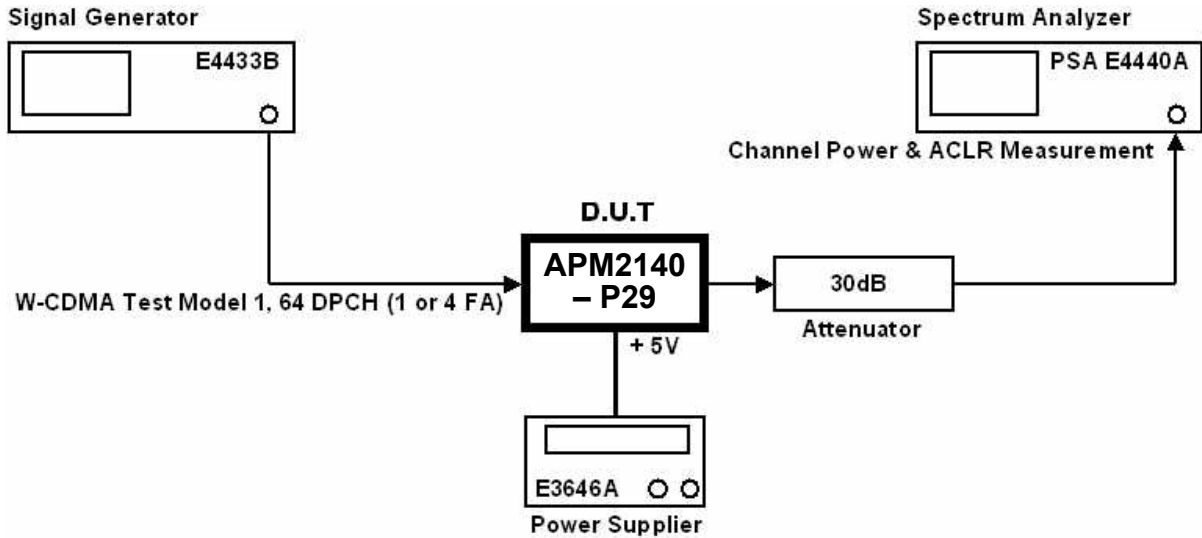 Signal Generator
E4433B
Spectrum Analyzer
PSA E4440A
Channel Power & ACLR Measurement
D.U.T
APM2140
– P29
W-CDMA Test Model 1, 64 DPCH (1 or 4 FA)
30dB
Attenuator
+ 5V
E3646A
Power Supplier